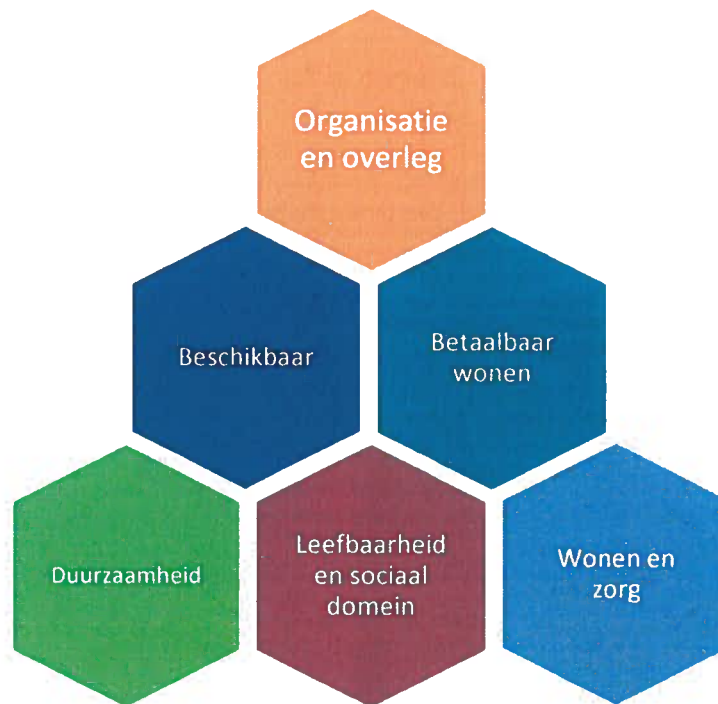 Organisatie
en overleg
Beschikbaar
Betaalbaar
wonen
Duurzaamheid
Leefbaarheid
en sociaal
domein
Wonen en
zorg